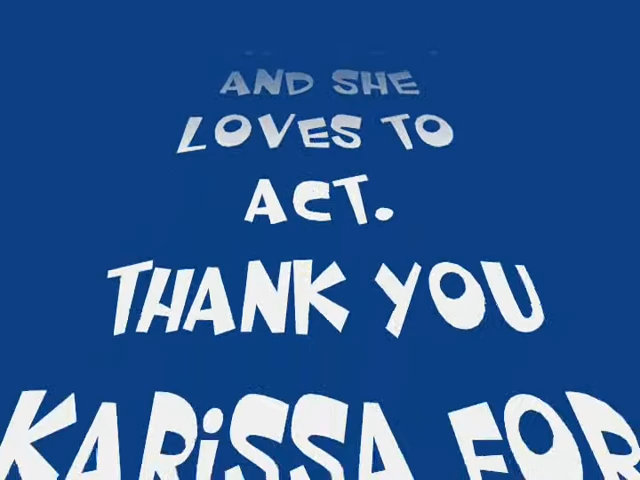 AND SHE
LOVES TO
ACT.
THANK YOU
KARiSSA FOR